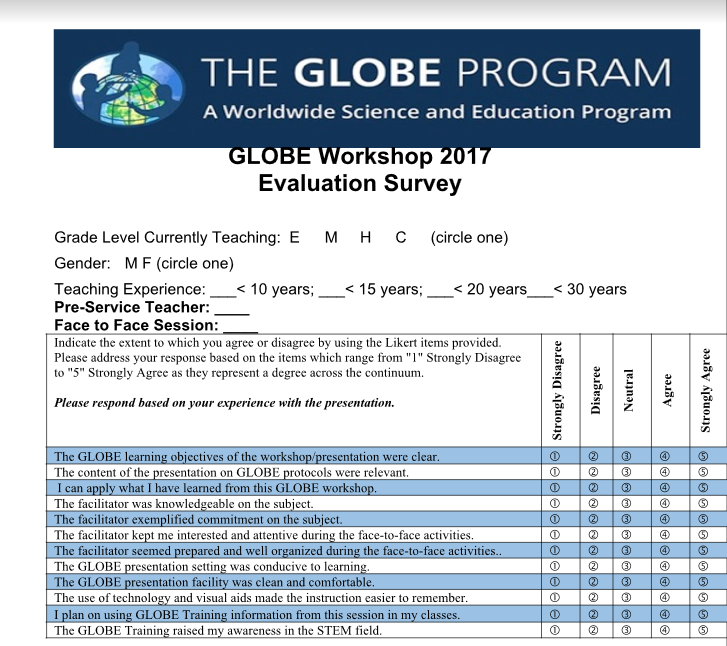 THE GLOBE PROGRAM
A Worldwide Science and Education Program
GLOBE Workshop 2017
Evaluation Survey
Grade Level Currently Teaching: E M H C (circle one)
Gender: M F (circle one)
Teaching Experience: ___< 10 years; ___< 15 years; ___< 20 years___< 30 years
Pre-Service Teacher: ____
Face to Face Session: ____
Indicate the extent to which you agree or disagree by using the Likert items provided.
Please address your response based on the items which range from "1" Strongly Disagree
to "5" Strongly Agree as they represent a degree across the continuum.
Please respond based on your experience with the presentation.
Strongly Disagree
Disagree
Neutral
Agree
Strongly Agree
The GLOBE learning objectives of the workshop/presentation were clear. ① ② ③ ④ ⑤
The content of the presentation on GLOBE protocols were relevant. ① ② ③ ④ ⑤
I can apply what I have learned from this GLOBE workshop. ① ② ③ ④ ⑤
The facilitator was knowledgeable on the subject. ① ② ③ ④ ⑤
The facilitator exemplified commitment on the subject. ① ② ③ ④ ⑤
The facilitator kept me interested and attentive during the face-to-face activities. ① ② ③ ④ ⑤
The facilitator seemed prepared and well organized during the face-to-face activities.. ① ② ③ ④ ⑤
The GLOBE presentation setting was conducive to learning. ① ② ③ ④ ⑤
The GLOBE presentation facility was clean and comfortable. ① ② ③ ④ ⑤
The use of technology and visual aids made the instruction easier to remember. ① ② ③ ④ ⑤
I plan on using GLOBE Training information from this session in my classes. ① ② ③ ④ ⑤
The GLOBE Training raised my awareness in the STEM field. ① ② ③ ④ ⑤